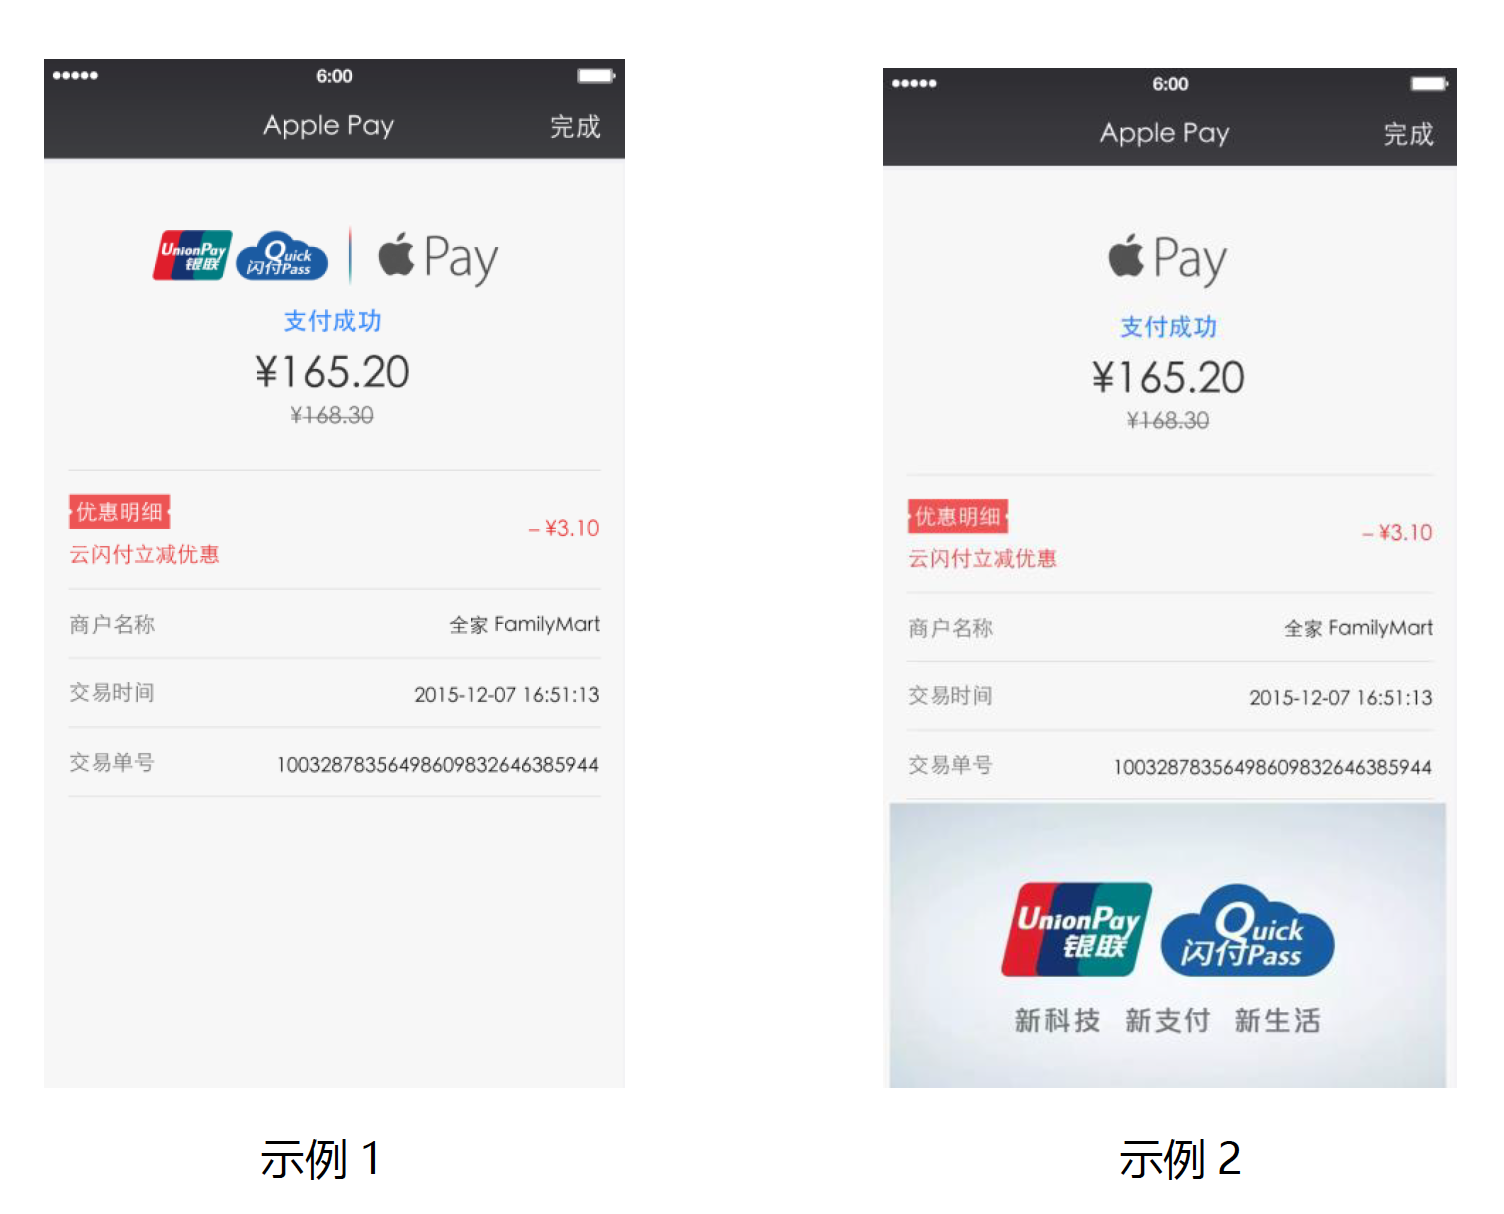 6:00
Apple Pay
完成
UnionPay
银联
Quick
闪付Pass
Pay
支付成功
¥165.20
¥168.30
优惠明细
云闪付立减优惠
– ¥3.10
商户名称
全家 FamilyMart
交易时间
2015-12-07 16:51:13
交易单号
10032878356498609832646385944
示例 1
6:00
Apple Pay
完成
Pay
支付成功
¥165.20
¥168.30
优惠明细
云闪付立减优惠
– ¥3.10
商户名称
全家 FamilyMart
交易时间
2015-12-07 16:51:13
交易单号
10032878356498609832646385944
UnionPay
银联
Quick
闪付Pass
新科技 新支付 新生活
示例 2